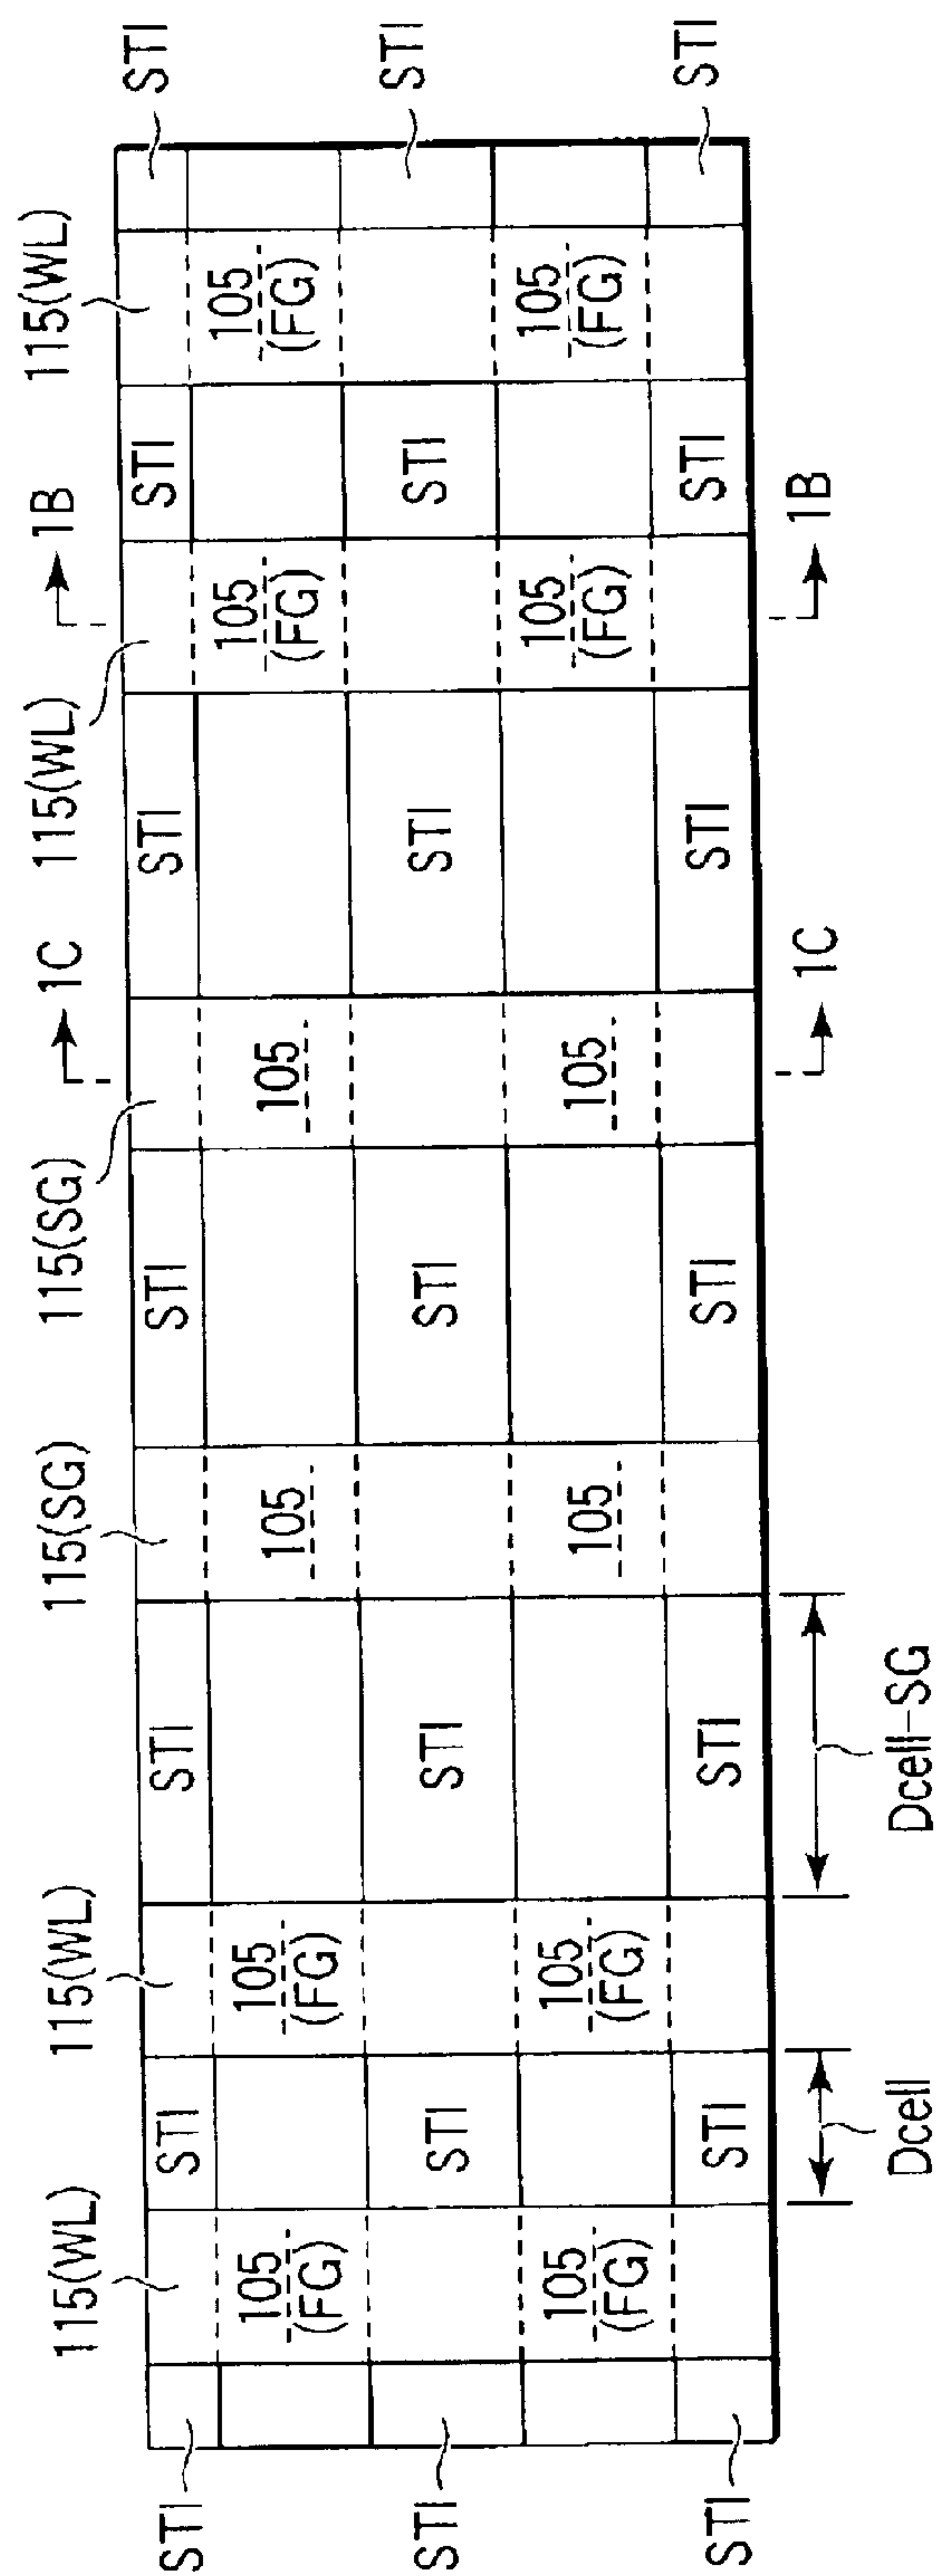 115(WL) 115(WL) 115(SG) 115(SG) 1C 115(WL) 1B 115(WL)
STI STI STI STI STI STI STI
105 105 105 105 105 105
(FG) (FG) (FG) (FG)
STI STI STI STI STI STI STI
105 105 105 105 105 105
(FG) (FG) (FG) (FG)
STI STI STI STI STI STI STI
1C 1B
Dcell Dcell-SG